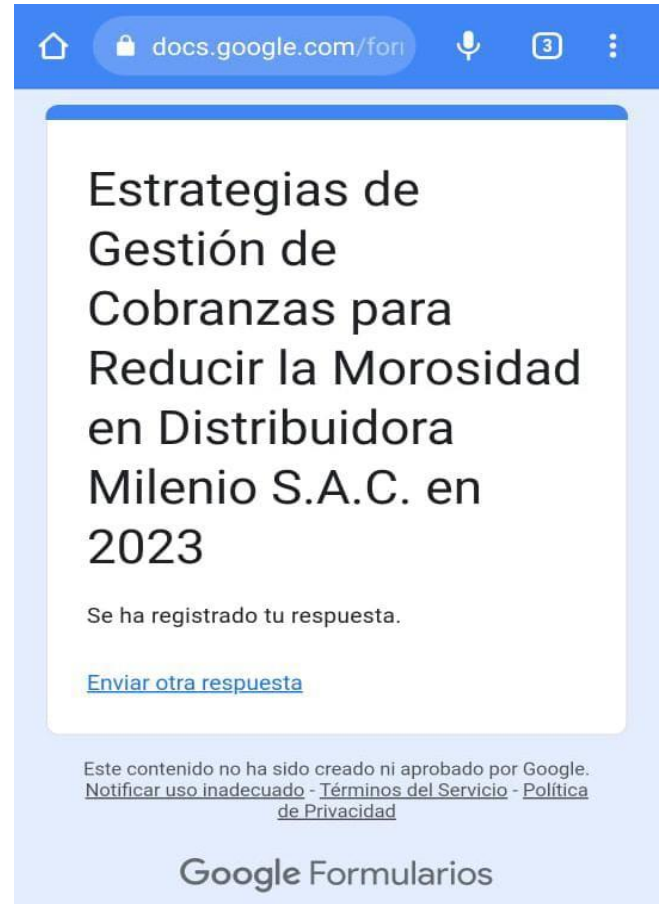 docs.google.com/for
3
Estrategias de
Gestión de
Cobranzas para
Reducir la Morosidad
en Distribuidora
Milenio S.A.C. en
2023
Se ha registrado tu respuesta.
Enviar otra respuesta
Este contenido no ha sido creado ni aprobado por Google.
Notificar uso inadecuado - Términos del Servicio - Política
de Privacidad
Google Formularios